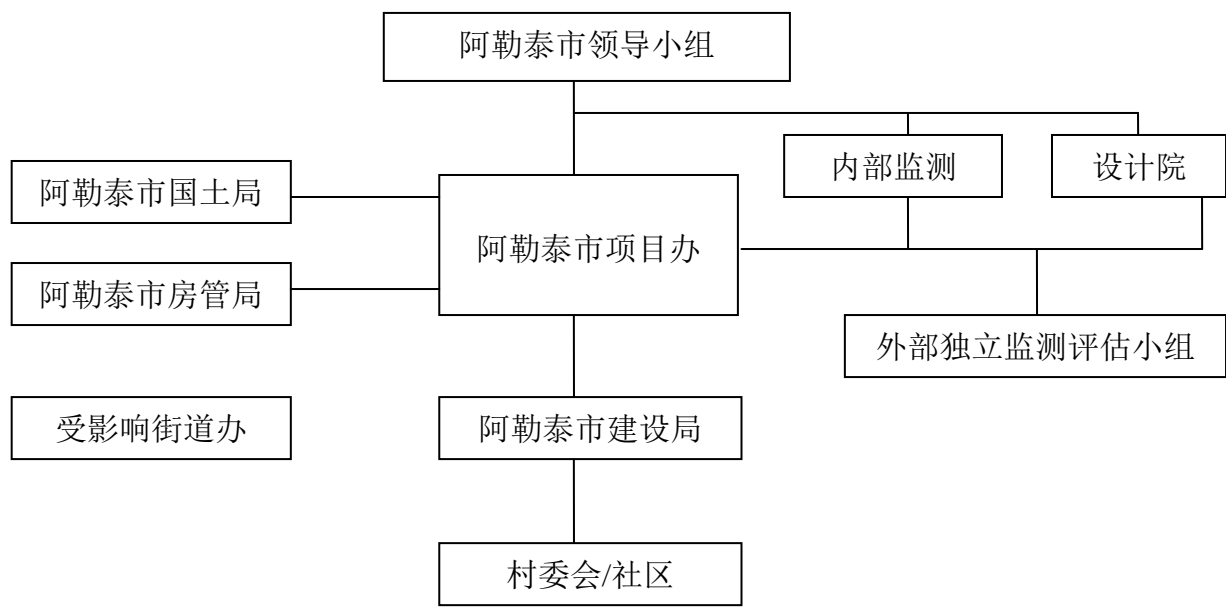 阿勒泰市领导小组
内部监测
设计院
阿勒泰市国土局
阿勒泰市项目办
阿勒泰市房管局
外部独立监测评估小组
受影响街道办
阿勒泰市建设局
村委会/社区